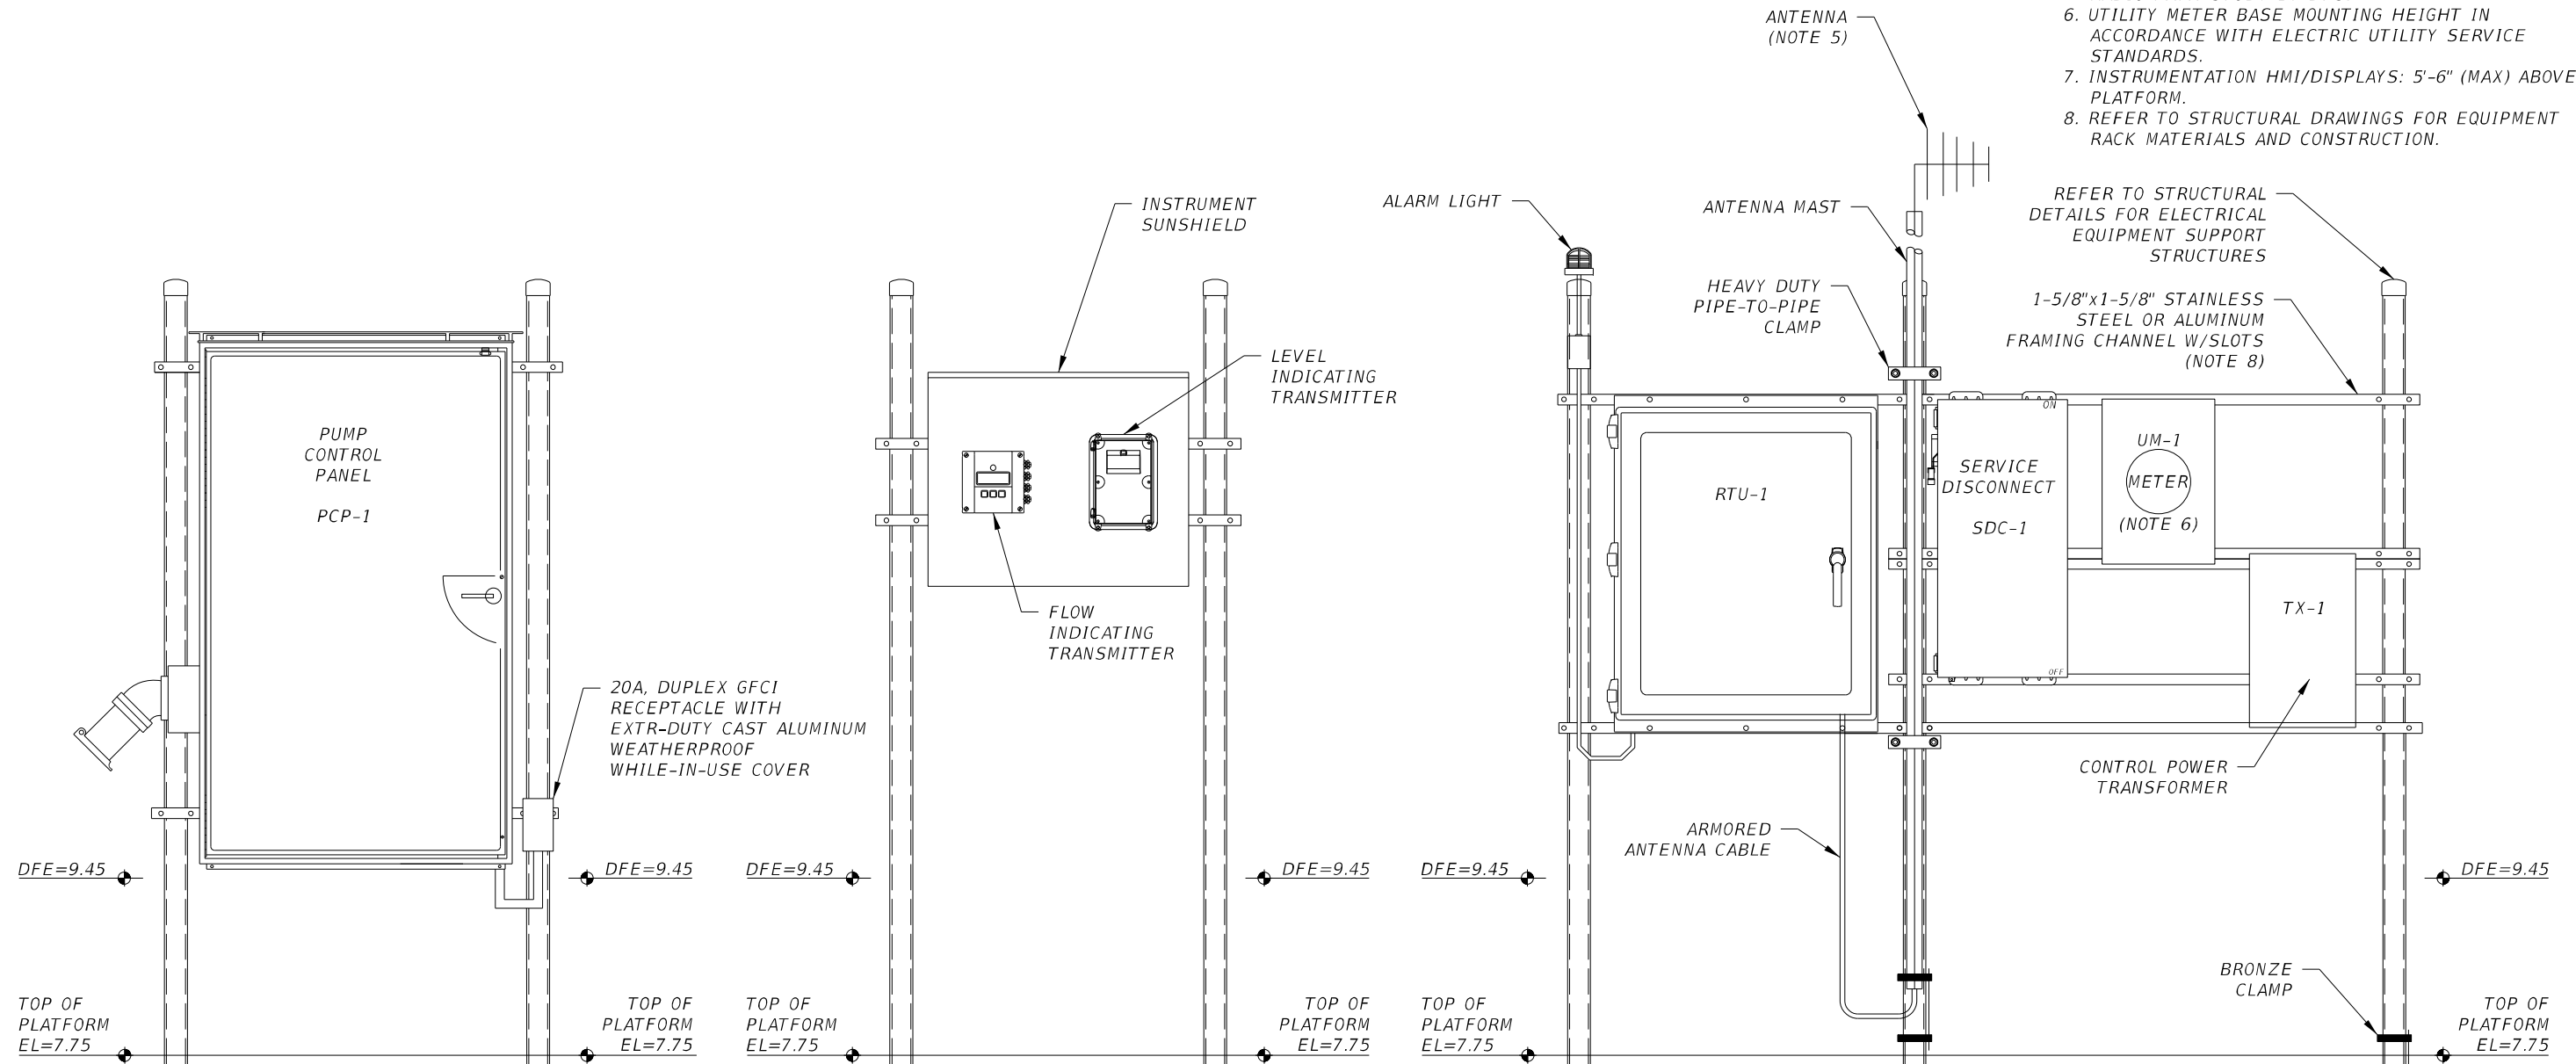 6. UTILITY METER BASE MOUNTING HEIGHT IN
ACCORDANCE WITH ELECTRIC UTILITY SERVICE
STANDARDS.
7. INSTRUMENTATION HMI/DISPLAYS: 5'-6" (MAX) ABOVE
PLATFORM.
8. REFER TO STRUCTURAL DRAWINGS FOR EQUIPMENT
RACK MATERIALS AND CONSTRUCTION.
PUMP
CONTROL
PANEL
PCP-1
20A, DUPLEX GFCI
RECEPTACLE WITH
EXTR-DUTY CAST ALUMINUM
WEATHERPROOF
WHILE-IN-USE COVER
DFE=9.45
DFE=9.45
TOP OF
PLATFORM
EL=7.75
TOP OF
PLATFORM
EL=7.75
INSTRUMENT
SUNSHIELD
LEVEL
INDICATING
TRANSMITTER
FLOW
INDICATING
TRANSMITTER
DFE=9.45
DFE=9.45
TOP OF
PLATFORM
EL=7.75
TOP OF
PLATFORM
EL=7.75
ANTENNA
(NOTE 5)
ALARM LIGHT
ANTENNA MAST
HEAVY DUTY
PIPE-TO-PIPE
CLAMP
REFER TO STRUCTURAL
DETAILS FOR ELECTRICAL
EQUIPMENT SUPPORT
STRUCTURES
1-5/8"x1-5/8" STAINLESS
STEEL OR ALUMINUM
FRAMING CHANNEL W/SLOTS
(NOTE 8)
RTU-1
ON
SERVICE
DISCONNECT
SDC-1
OFF
UM-1
METER
(NOTE 6)
TX-1
CONTROL POWER
TRANSFORMER
ARMORED
ANTENNA CABLE
BRONZE
CLAMP
DFE=9.45
DFE=9.45
TOP OF
PLATFORM
EL=7.75
TOP OF
PLATFORM
EL=7.75